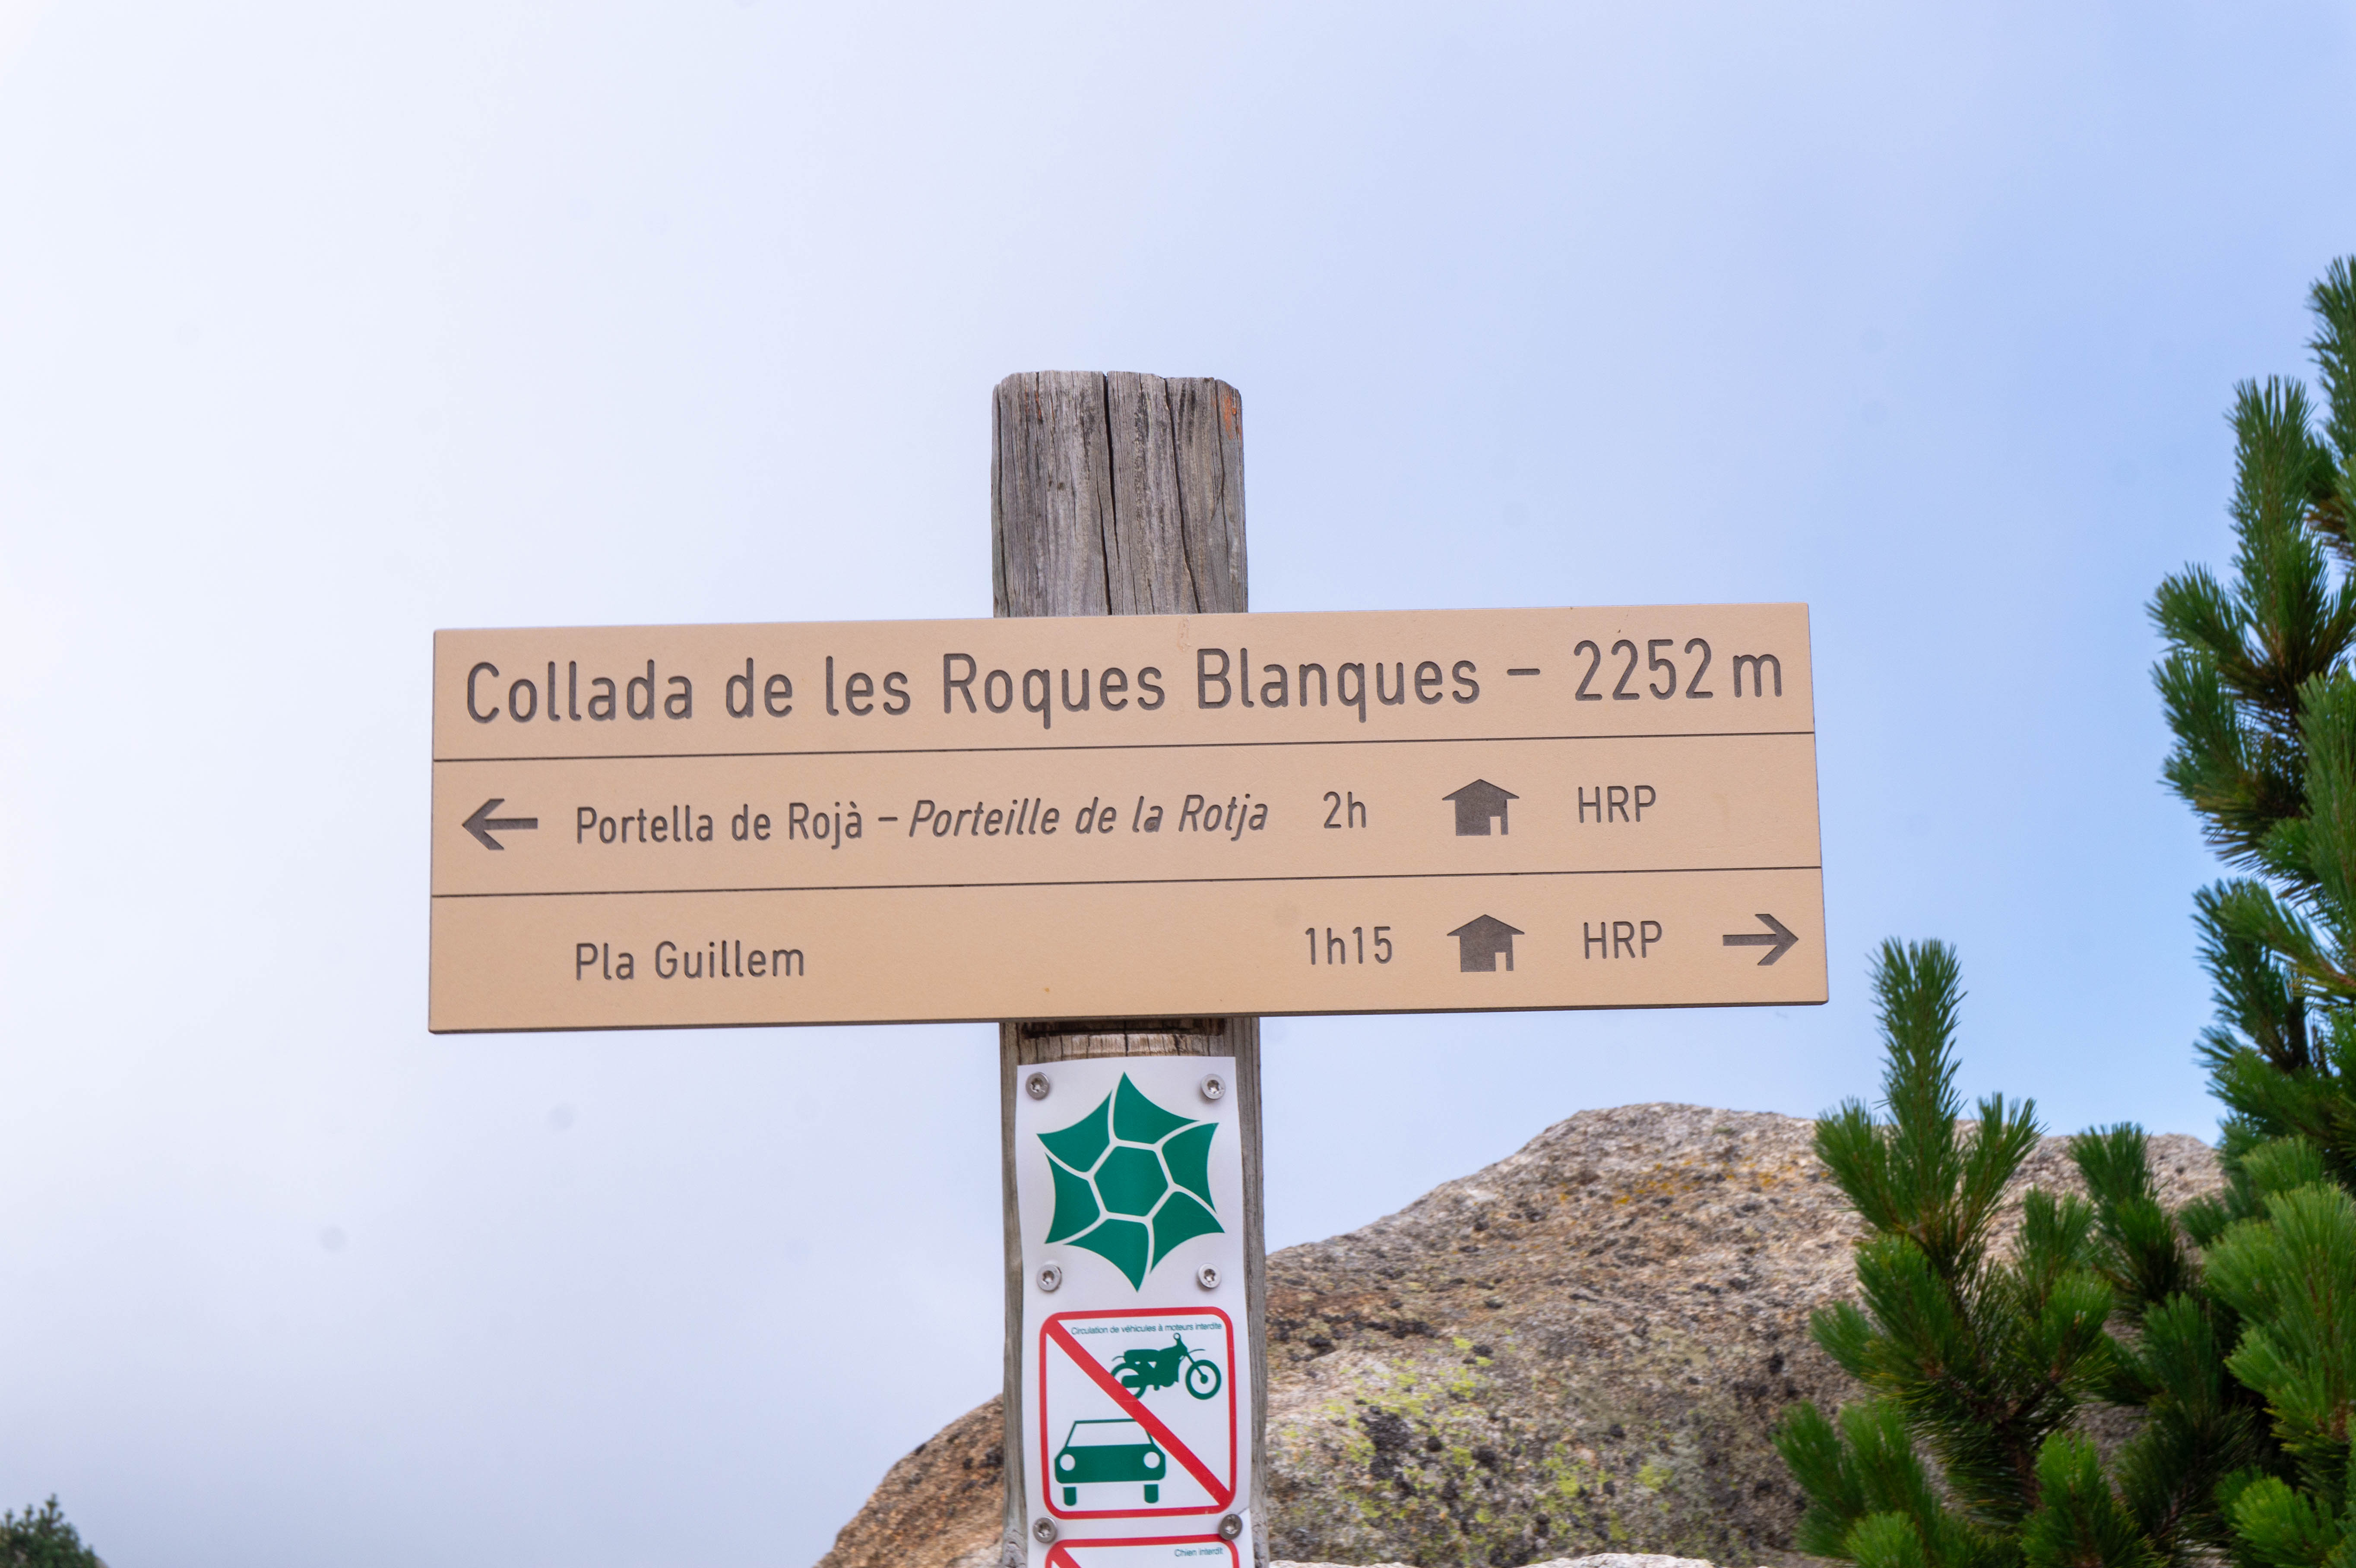 Collada de les Roques Blanques – 2252 m
Portella de Rojà – Porteille de la Rotja 2h HRP
Pla Guillem 1h15 HRP
Circulation de véhicules à moteurs interdite
Chien interdit